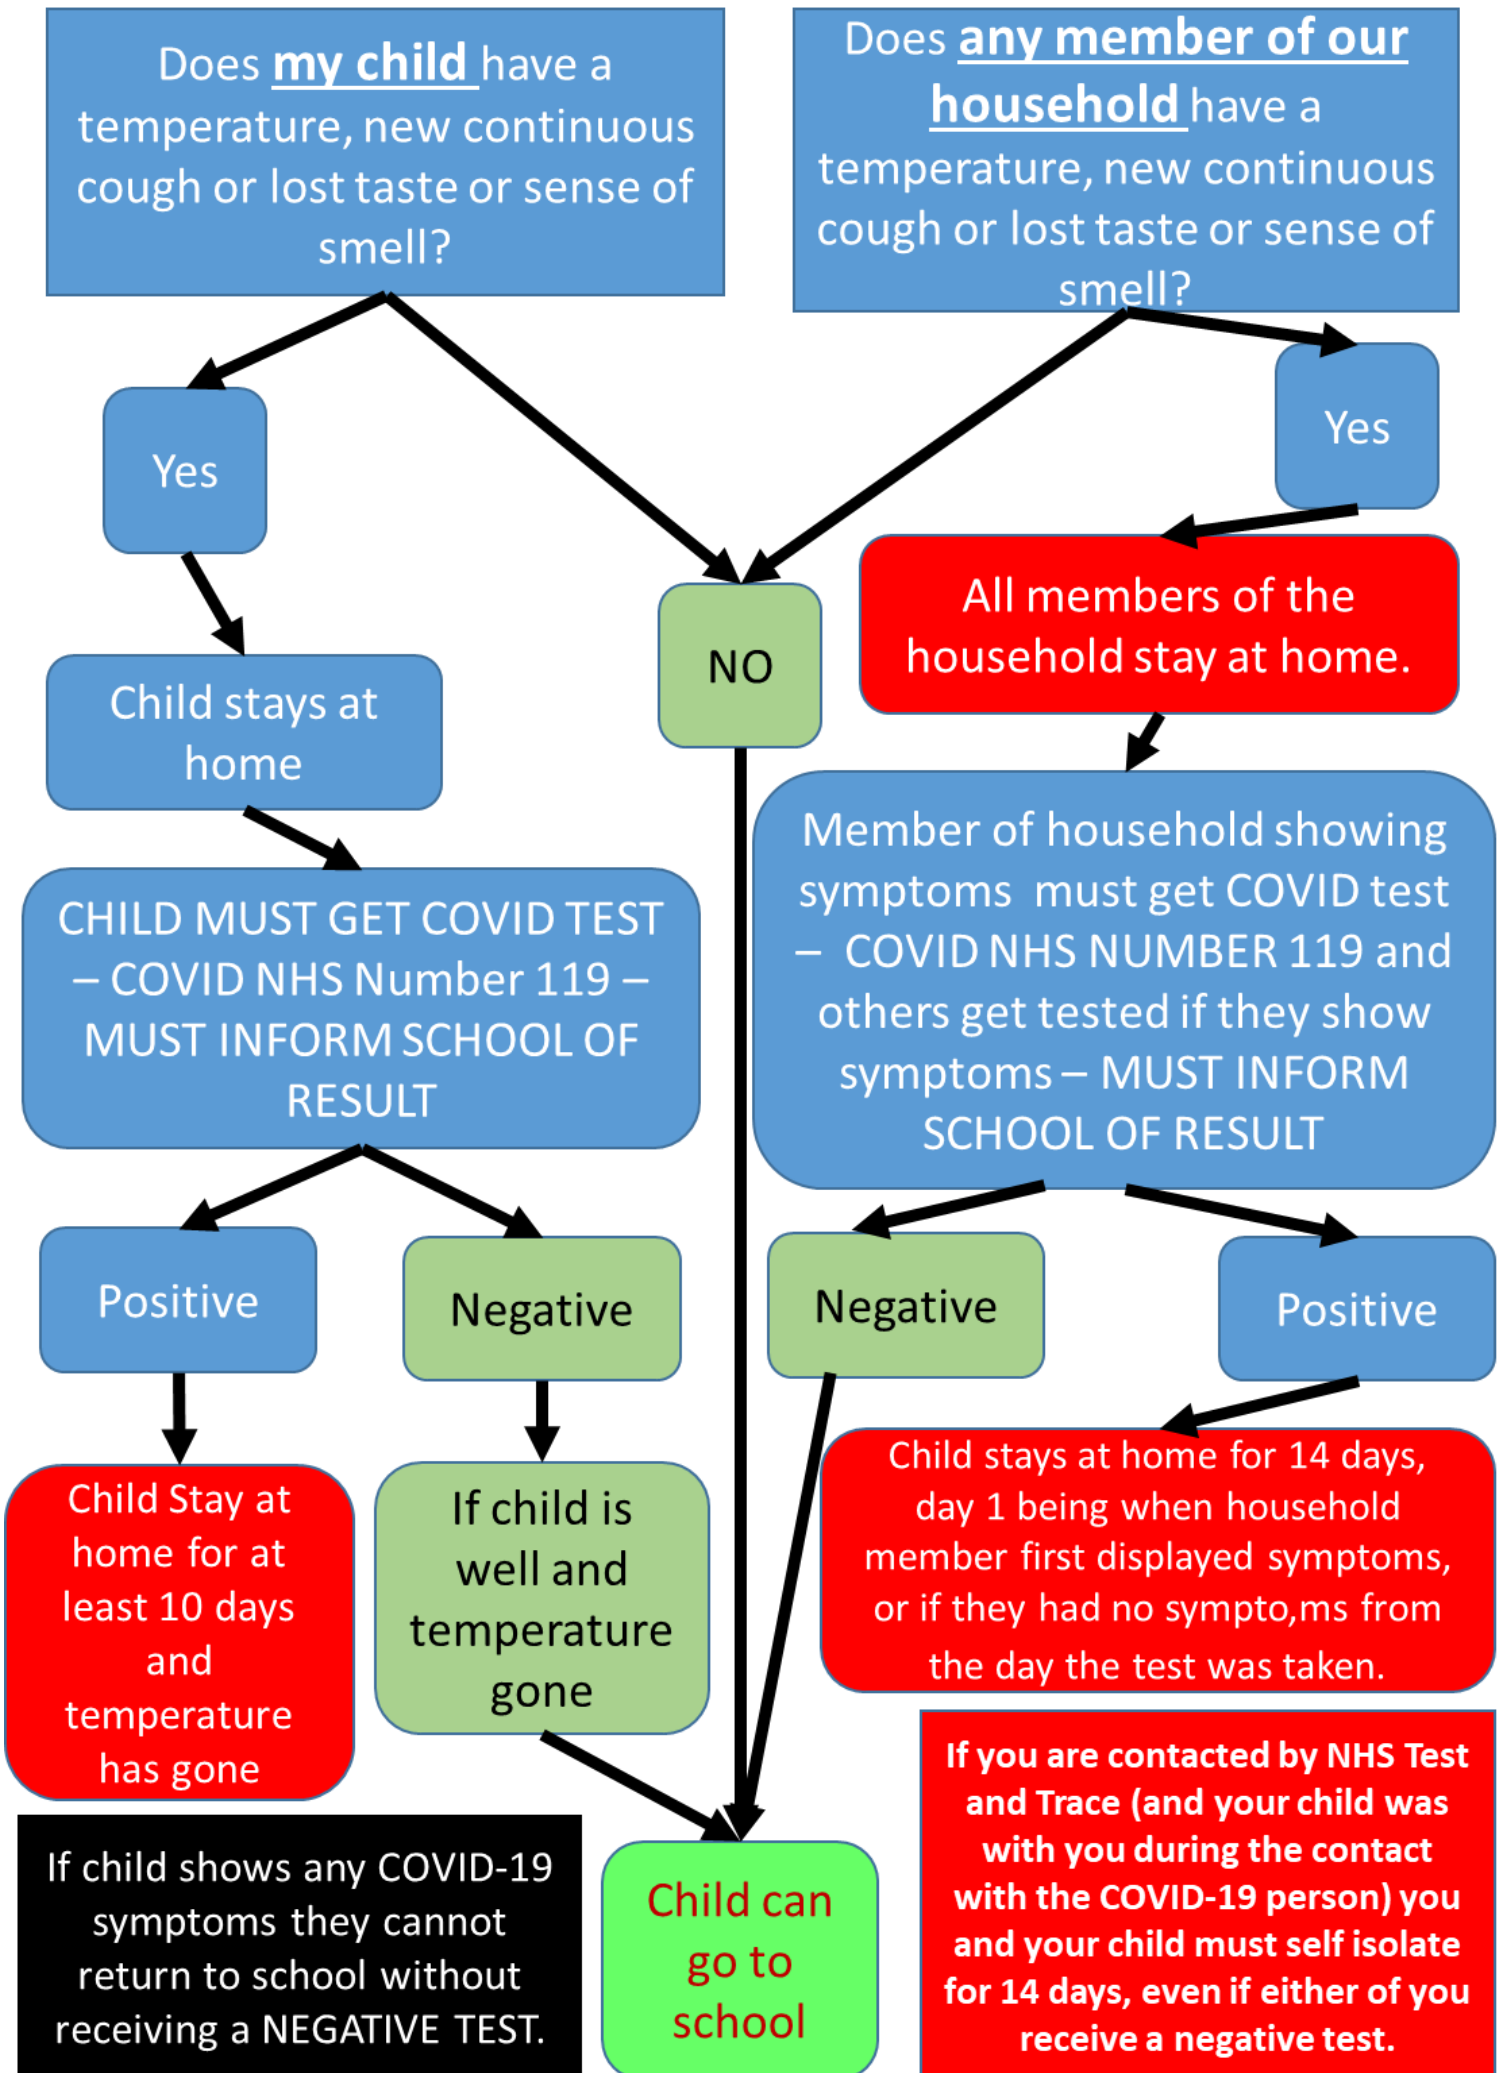 Does my child have a
temperature, new continuous
cough or lost taste or sense of
smell?
Does any member of our
household have a
temperature, new continuous
cough or lost taste or sense of
smell?
Yes
Yes
NO
Child stays at
home
All members of the
household stay at home.
CHILD MUST GET COVID TEST
– COVID NHS Number 119 –
MUST INFORM SCHOOL OF
RESULT
Member of household showing
symptoms  must get COVID test
–  COVID NHS NUMBER 119 and
others get tested if they show
symptoms – MUST INFORM
SCHOOL OF RESULT
Positive
Negative
Negative
Positive
Child Stay at
home for at
least 10 days
and
temperature
has gone
If child is
well and
temperature
gone
Child stays at home for 14 days,
day 1 being when household
member first displayed symptoms,
or if they had no sympto,ms from
the day the test was taken.
If child shows any COVID-19
symptoms they cannot
return to school without
receiving a NEGATIVE TEST.
Child can
go to
school
If you are contacted by NHS Test
and Trace (and your child was
with you during the contact
with the COVID-19 person) you
and your child must self isolate
for 14 days, even if either of you
receive a negative test.